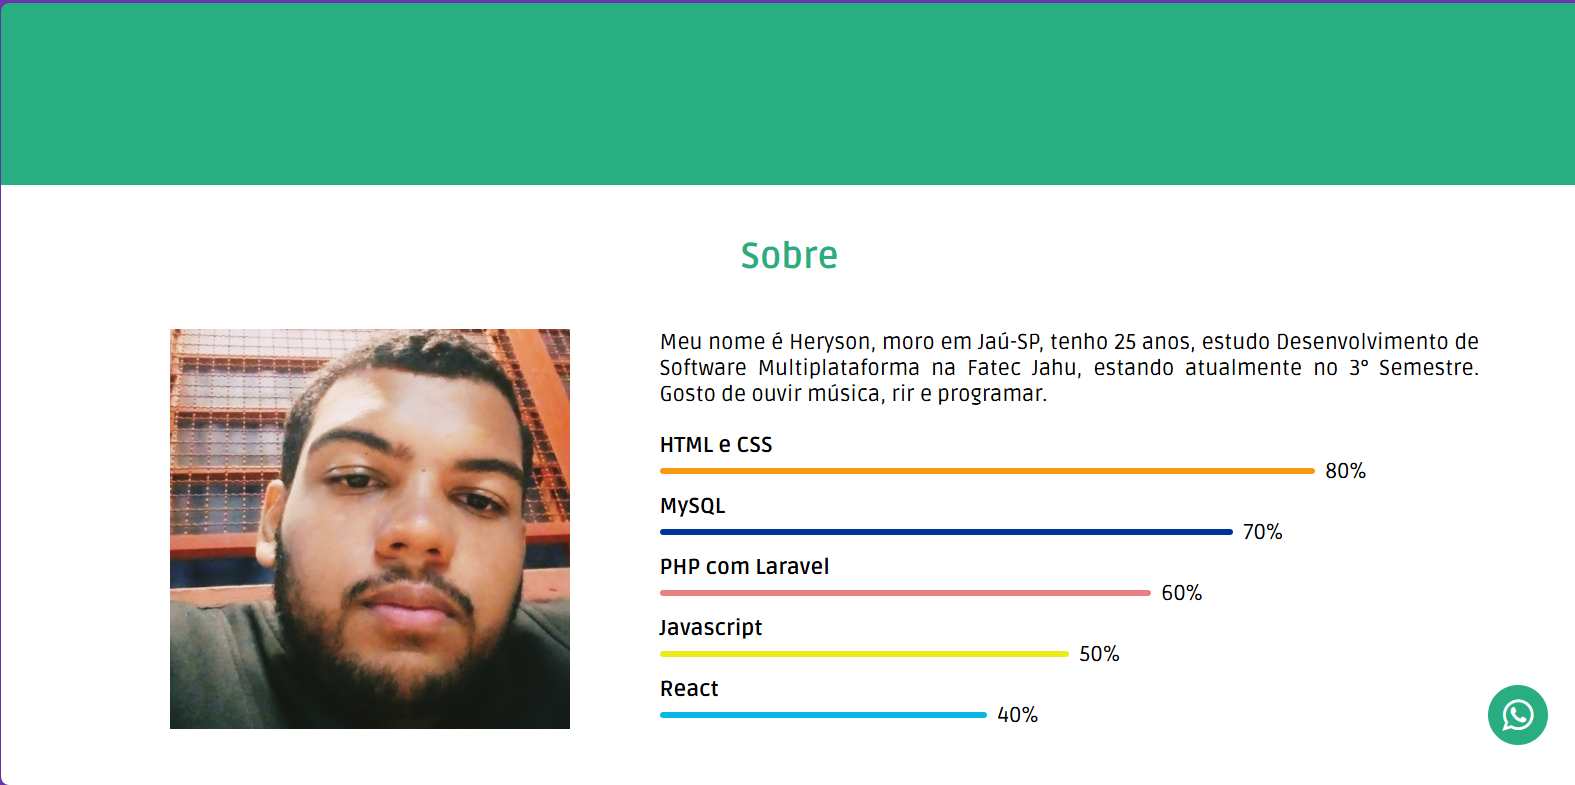 Sobre
Meu nome é Heryson, moro em Jaú-SP, tenho 25 anos, estudo Desenvolvimento de
Software Multiplataforma na Fatec Jahu, estando atualmente no 3° Semestre.
Gosto de ouvir música, rir e programar.
HTML e CSS
80%
MySQL
70%
PHP com Laravel
60%
Javascript
50%
React
40%